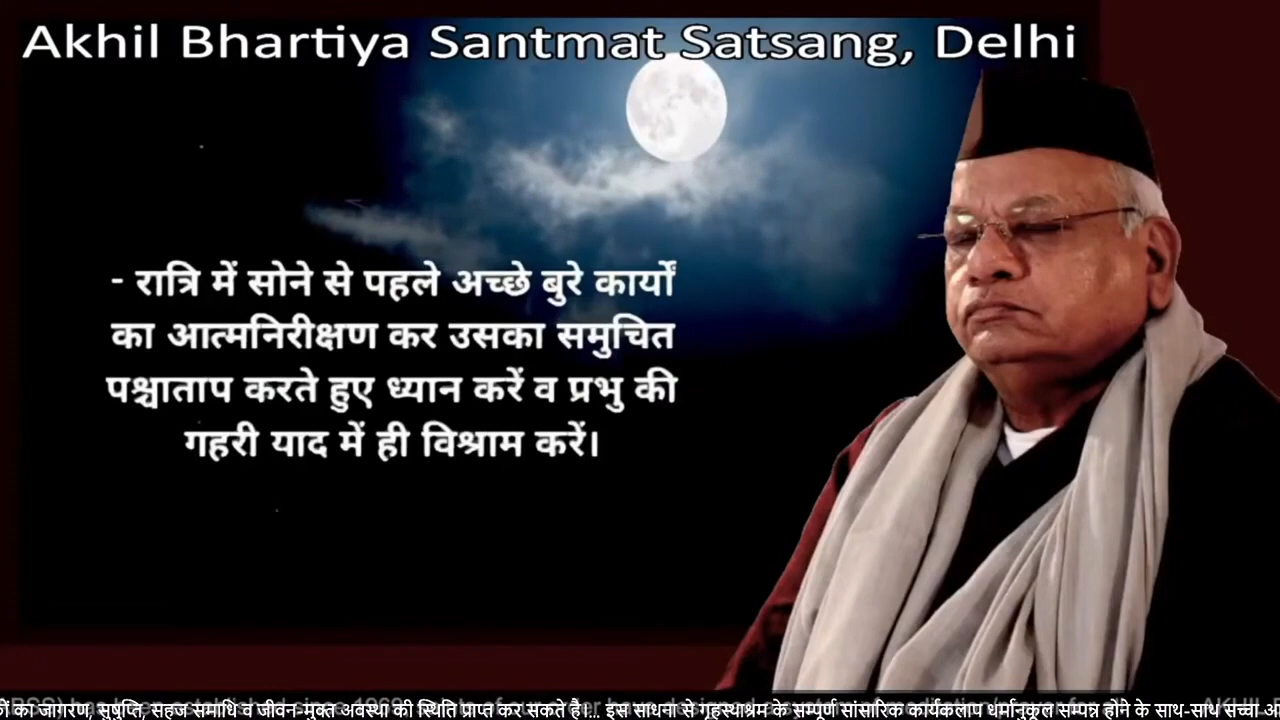 Akhil Bhartiya Santmat Satsang, Delhi
- रात्रि में सोने से पहले अच्छे बुरे कार्यों
का आत्मनिरीक्षण कर उसका समुचित
पश्चाताप करते हुए ध्यान करें व प्रभु की
गहरी याद में ही विश्राम करें।
का जागरण, सुषुप्ति, सहज समाधि व जीवन-मुक्त अवस्था की स्थिति प्राप्त कर सकते है।... इस साधना से गृहस्थाश्रम के सम्पूर्ण सांसारिक कार्यकलाप धर्मानुकूल सम्पन्न होने के साथ-साथ सच्चा